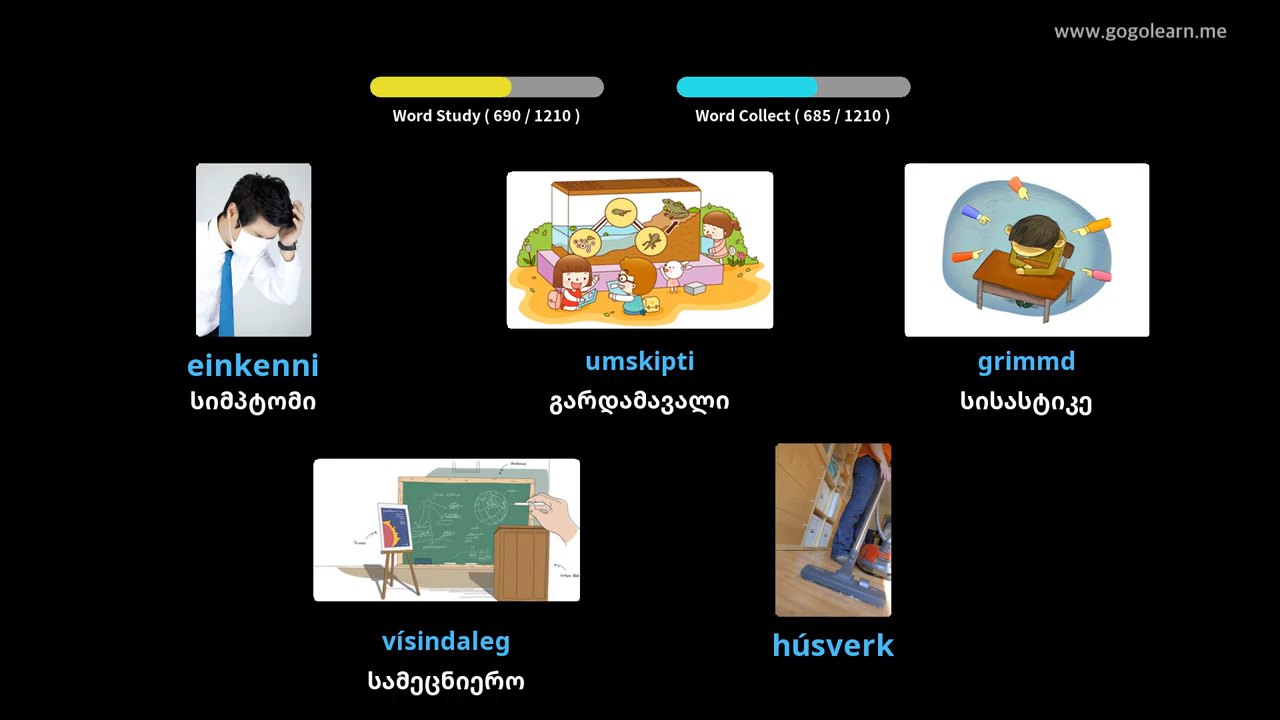 www.gogolearn.me
Word Study ( 690 / 1210 )
Word Collect ( 685 / 1210 )
einkenni
სიმპტომი
umskipti
გარდამავალი
grimmd
სისასტიკე
vísindaleg
სამეცნიერო
húsverk